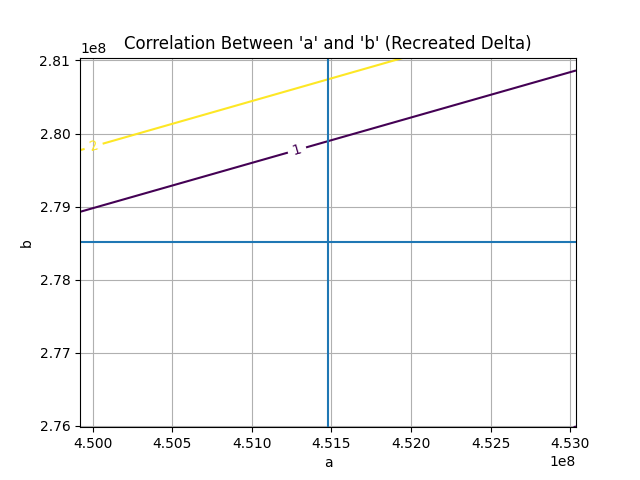 Correlation Between 'a' and 'b' (Recreated Delta)
1e8
2.81
2.80
2.79
2.78
2.77
2.76
b
2
1
4.500 4.505 4.510 4.515 4.520 4.525 4.530
a
1e8